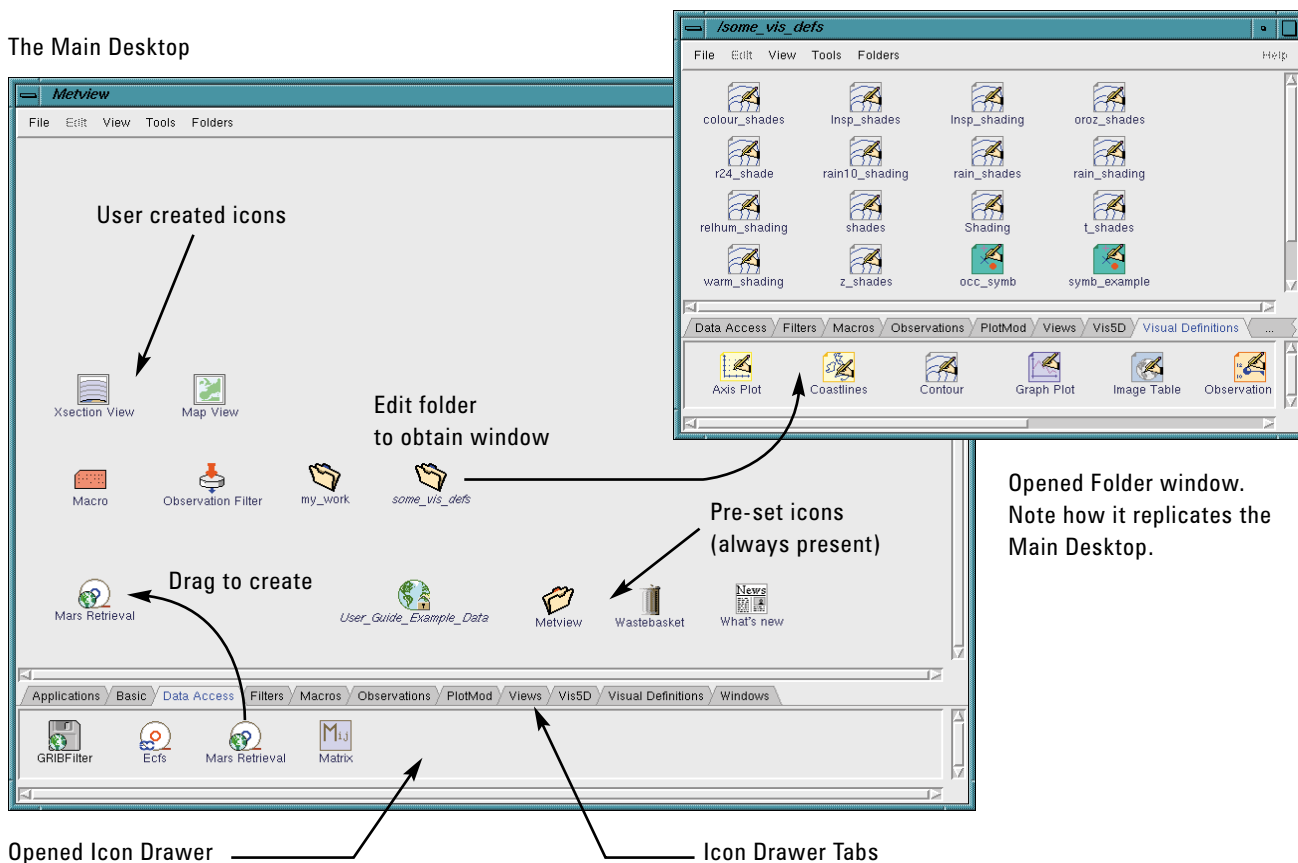 The Main Desktop
Metview
File Edit View Tools Folders
User created icons
Xsection View Map View
Edit folder
to obtain window
Macro Observation Filter my_work some_vis_defs
Pre-set icons
(always present)
Drag to create
Mars Retrieval User_Guide_Example_Data Metview Wastebasket News What's new
Applications Basic Data Access Filters Macros Observations PlotMod Views Vis5D Visual Definitions Windows
M i,j
GRIBFilter Ecfs Mars Retrieval Matrix
Opened Icon Drawer
Icon Drawer Tabs
/some_vis_defs
File Edit View Tools Folders Help
colour_shades lnsp_shades lnsp_shading oroz_shades
r24_shade rain10_shading rain_shades rain_shading
relhum_shading shades Shading t_shades
warm_shading z_shades occ_symb symb_example
Data Access Filters Macros Observations PlotMod Views Vis5D Visual Definitions ...
12
10
Axis Plot Coastlines Contour Graph Plot Image Table Observation
Opened Folder window.
Note how it replicates the
Main Desktop.